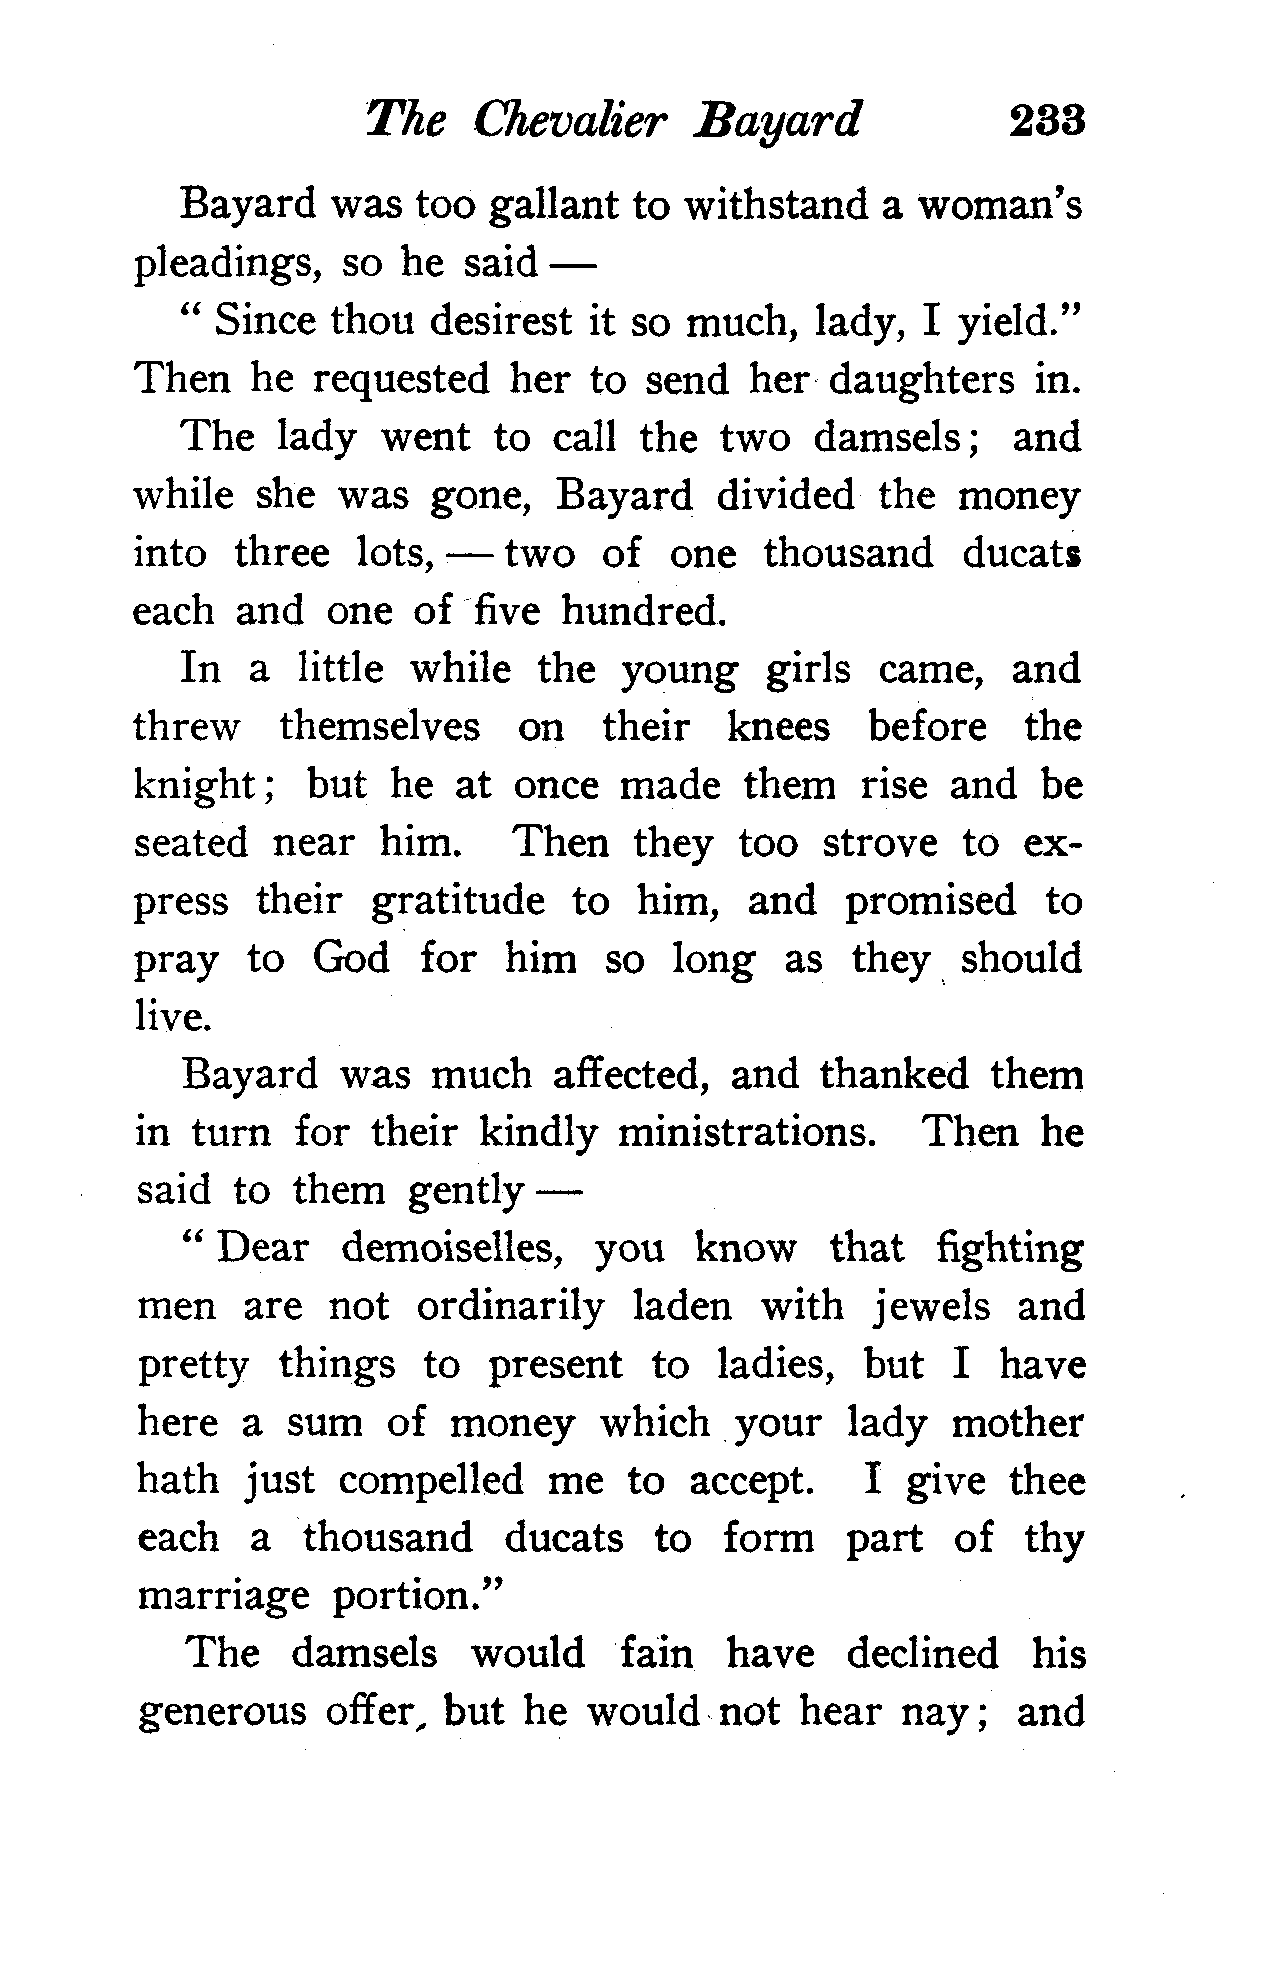 The Chevalier Bayard 233
Bayard was too gallant to withstand a woman's
pleadings, so he said —
“ Since thou desirest it so much, lady, I yield.”
Then he requested her to send her daughters in.
The lady went to call the two damsels ; and
while she was gone, Bayard divided the money
into three lots, — two of one thousand ducats
each and one of five hundred.
In a little while the young girls came, and
threw themselves on their knees before the
knight ; but he at once made them rise and be
seated near him. Then they too strove to ex-
press their gratitude to him, and promised to
pray to God for him so long as they should
live.
Bayard was much affected, and thanked them
in turn for their kindly ministrations. Then he
said to them gently —
“ Dear demoiselles, you know that fighting
men are not ordinarily laden with jewels and
pretty things to present to ladies, but I have
here a sum of money which your lady mother
hath just compelled me to accept. I give thee
each a thousand ducats to form part of thy
marriage portion.”
The damsels would fain have declined his
generous offer, but he would not hear nay ; and